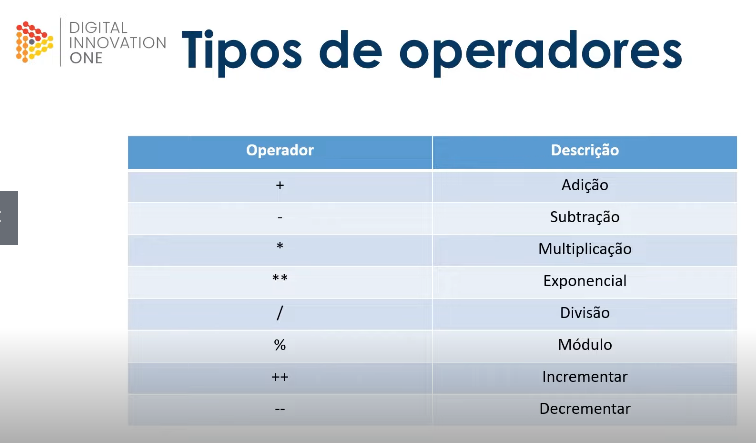 DIGITAL
INNOVATION
ONE
Tipos de operadores
Operador Descrição
+ Adição
- Subtração
* Multiplicação
** Exponencial
/ Divisão
% Módulo
++ Incrementar
-- Decrementar